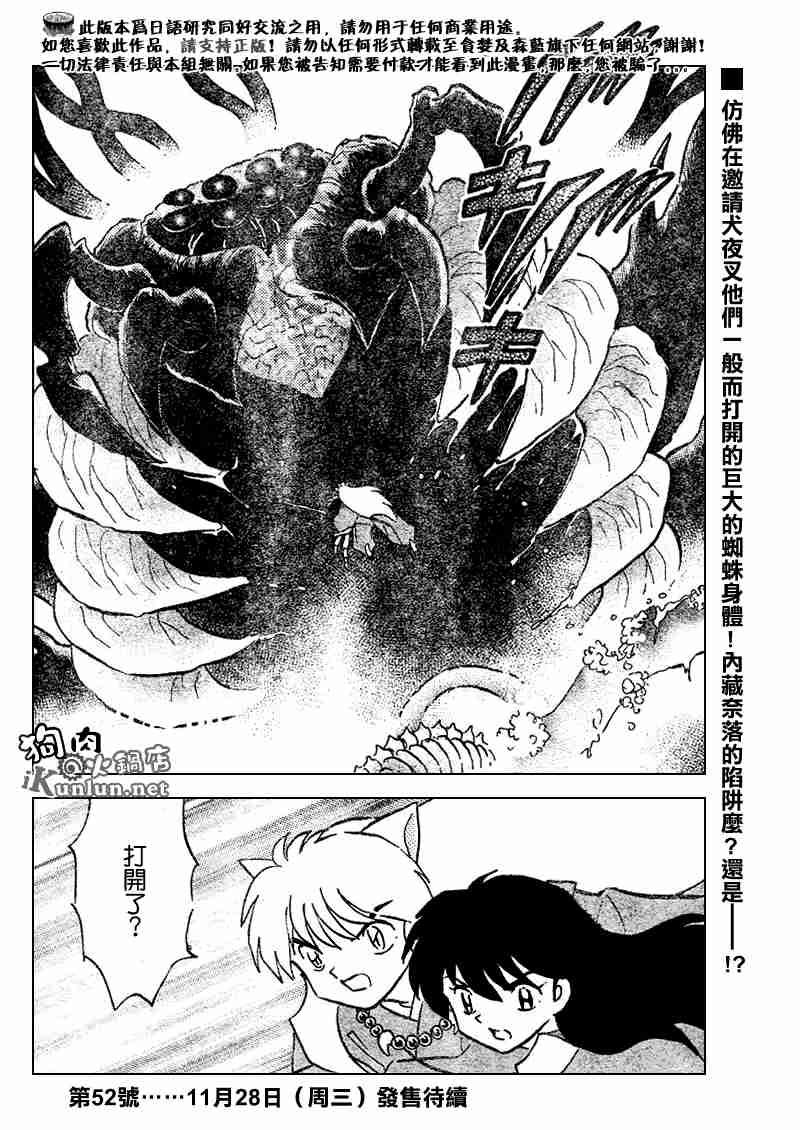 此版本爲日語研究同好交流之用，請勿用于任何商業用途。
如您喜歡此作品，請支持正版！請勿以任何形式轉載至貪婪及森藍旗下任何網站，謝謝！
一切法律責任與本組無關，如果您被告知需要付款才能看到此漫畫，那麽，您被騙了...
■仿佛在邀請犬夜叉他們一般而打開的巨大的蜘蛛身體！內藏奈落的陷阱麼？還是——!?
ギギ
狗肉
@火鍋店
iKunlun.net
打開了？
第52號……11月28日（周三）發售待續